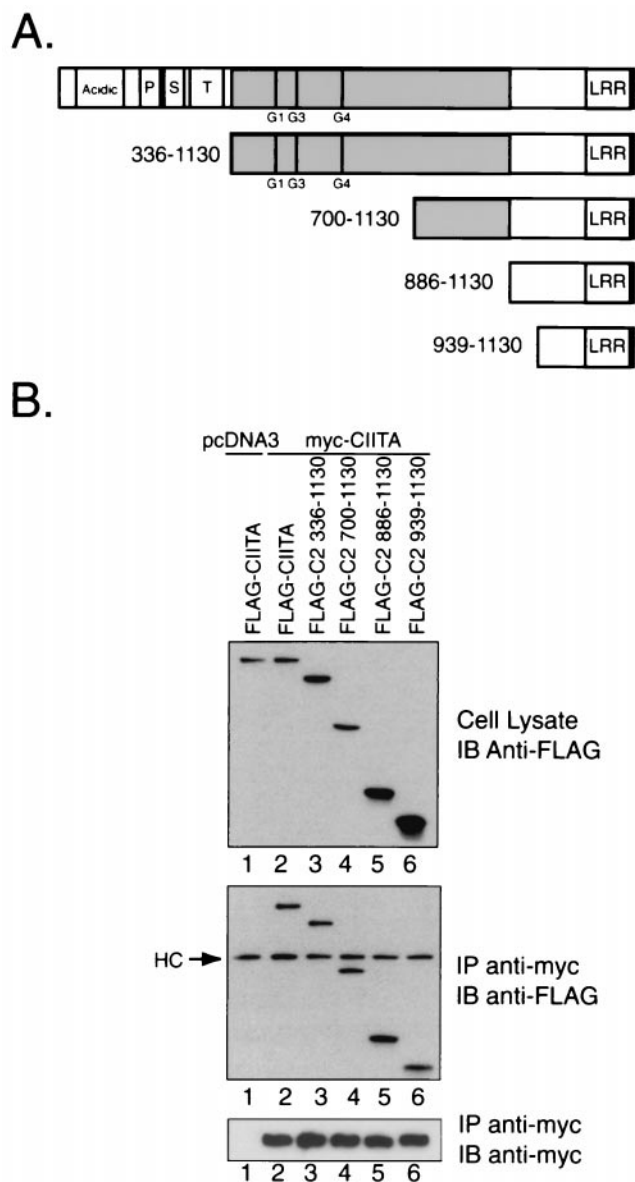 A.
Acidic P S T LRR
G1 G3 G4
336-1130 LRR
G1 G3 G4
700-1130 LRR
886-1130 LRR
939-1130 LRR
B.
pcDNA3 myc-CIITA
FLAG-CIITA
FLAG-CIITA
FLAG-C2 336-1130
FLAG-C2 700-1130
FLAG-C2 886-1130
FLAG-C2 939-1130
Cell Lysate
IB Anti-FLAG
1 2 3 4 5 6
HC
IP anti-myc
IB anti-FLAG
1 2 3 4 5 6
IP anti-myc
IB anti-myc
1 2 3 4 5 6